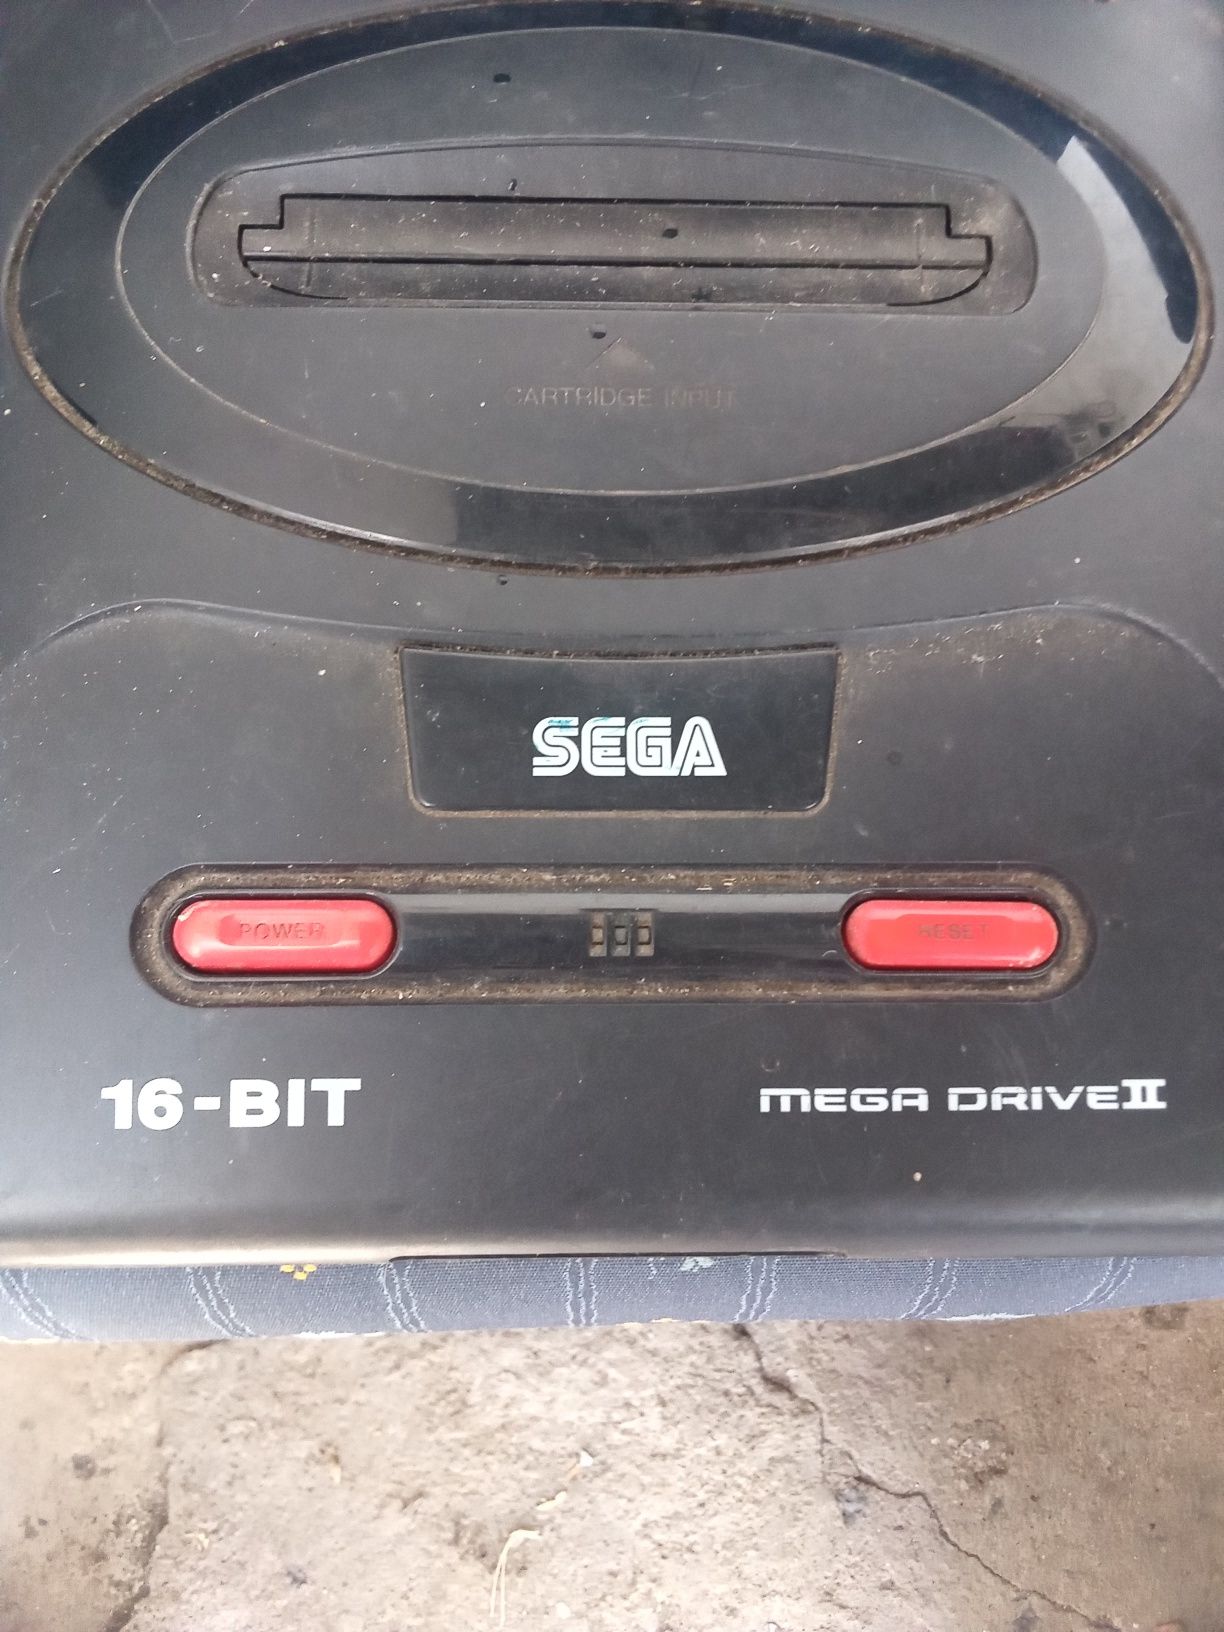 CARTRIDGE INPUT
SEGA
POWER
RESET
16-BIT
MEGA DRIVE II